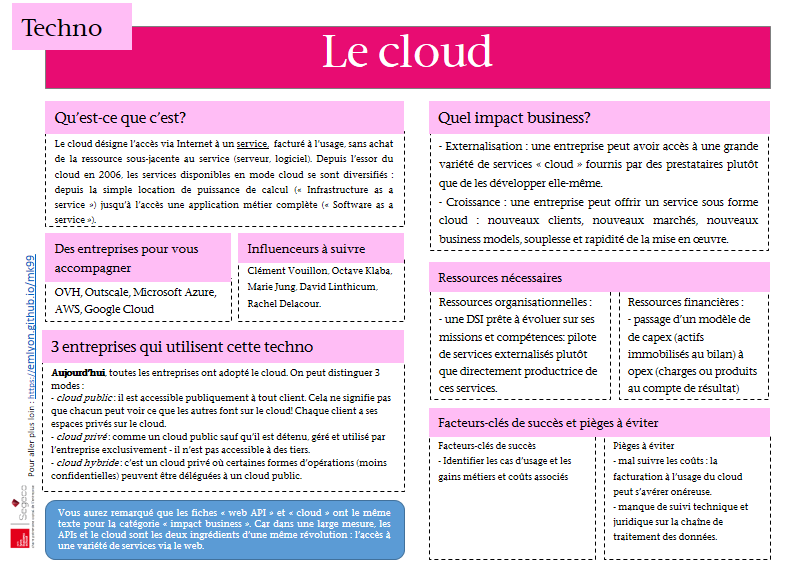 Techno
Le cloud
Qu'est-ce que c'est?
Le cloud désigne l'accès via Internet à un service, facturé à l'usage, sans achat
de la ressource sous-jacente au service (serveur, logiciel). Depuis l'essor du
cloud en 2006, les services disponibles en mode cloud se sont diversifiés :
depuis la simple location de puissance de calcul (« Infrastructure as a
service ») jusqu'à l'accès une application métier complète (« Software as a
service »).
Des entreprises pour vous
accompagner
OVH, Outscale, Microsoft Azure,
AWS, Google Cloud
Influenceurs à suivre
Clément Vouillon, Octave Klaba,
Marie Jung, David Linthicum,
Rachel Delacour.
3 entreprises qui utilisent cette techno
Aujourd'hui, toutes les entreprises ont adopté le cloud. On peut distinguer 3
modes :
- cloud public : il est accessible publiquement à tout client. Cela ne signifie pas
que chacun peut voir ce que les autres font sur le cloud! Chaque client a ses
espaces privés sur le cloud.
- cloud privé : comme un cloud public sauf qu'il est détenu, géré et utilisé par
l'entreprise exclusivement - il n'est pas accessible à des tiers.
- cloud hybride : c'est un cloud privé où certaines formes d'opérations (moins
confidentielles) peuvent être déléguées à un cloud public.
Vous aurez remarqué que les fiches « web API » et « cloud » ont le même
texte pour la catégorie « impact business ». Car dans une large mesure, les
APIs et le cloud sont les deux ingrédients d'une même révolution : l'accès à
une variété de services via le web.
Quel impact business?
- Externalisation : une entreprise peut avoir accès à une grande
variété de services « cloud » fournis par des prestataires plutôt
que de les développer elle-même.
- Croissance : une entreprise peut offrir un service sous forme
cloud : nouveaux clients, nouveaux marchés, nouveaux
business models, souplesse et rapidité de la mise en œuvre.
Ressources nécessaires
Ressources organisationnelles :
- une DSI prête à évoluer sur ses
missions et compétences: pilote
de services externalisés plutôt
que directement productrice de
ces services.
Ressources financières :
- passage d'un modèle de
de capex (actifs
immobilisés au bilan) à
opex (charges ou produits
au compte de résultat)
Facteurs-clés de succès et pièges à éviter
Facteurs-clés de succès
- Identifier les cas d'usage et les
gains métiers et coûts associés
Pièges à éviter
- mal suivre les coûts : la
facturation à l'usage du cloud
peut s'avérer onéreuse.
- manque de suivi technique et
juridique sur la chaîne de
traitement des données.
Pour aller plus loin : https://emlyon.github.io/mk99
Segeco